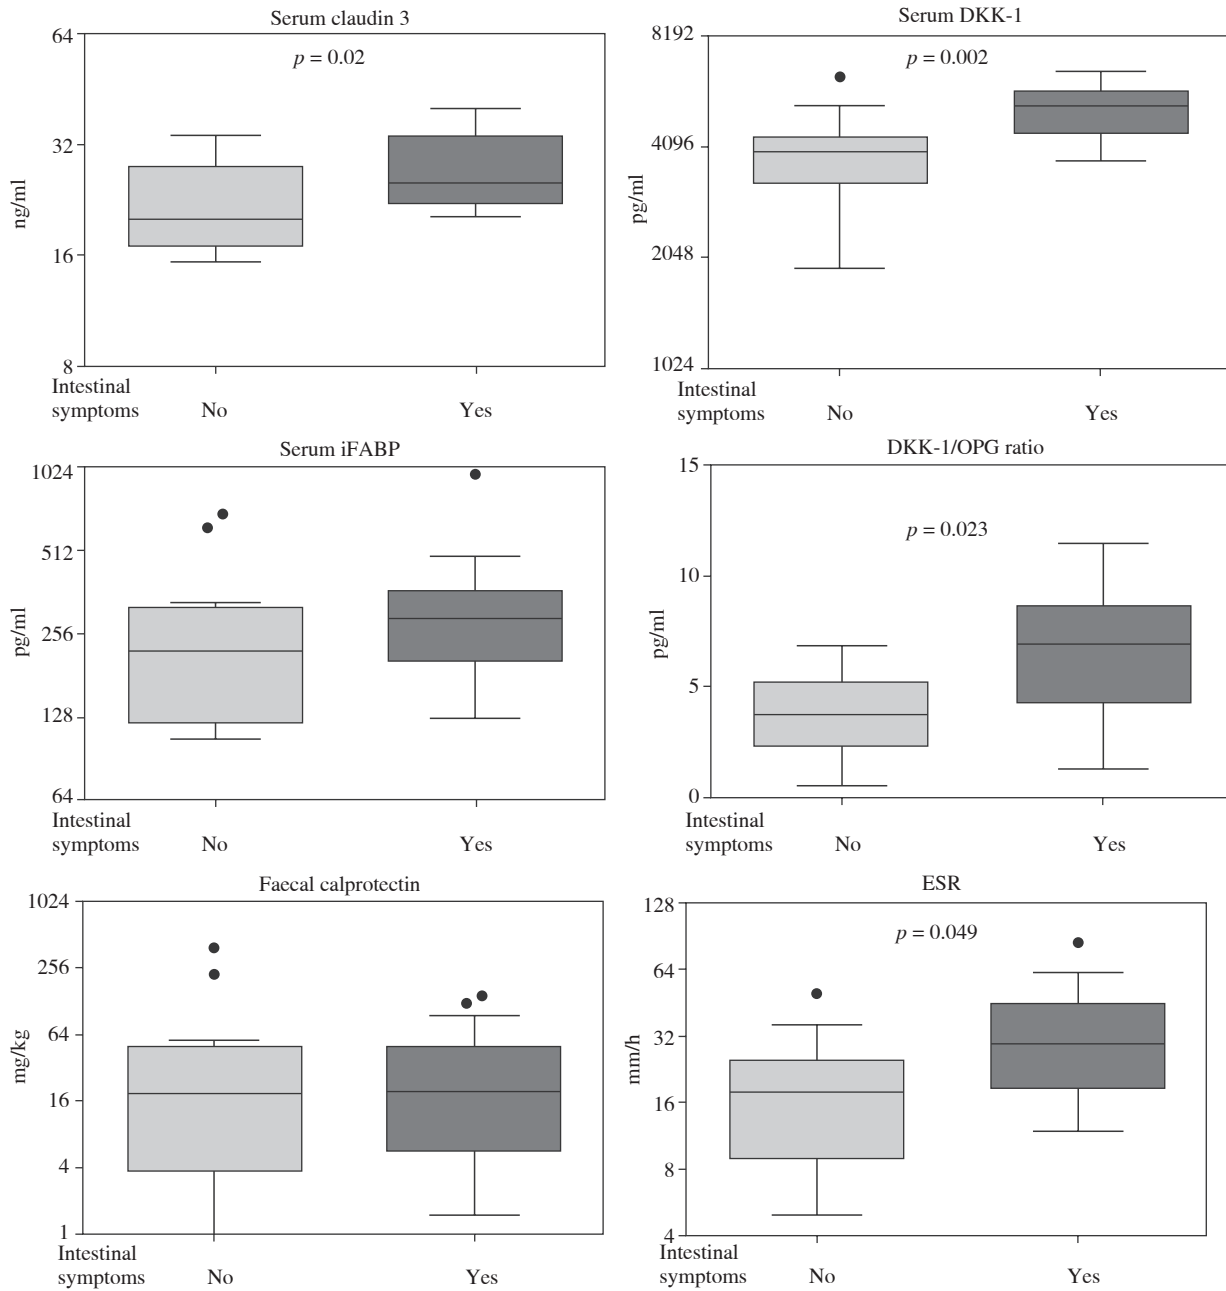 Serum claudin 3
p = 0.02
64
32
16
8
ng/ml
Intestinal
symptoms
No
Yes
Serum DKK-1
p = 0.002
8192
4096
2048
1024
pg/ml
Intestinal
symptoms
No
Yes
Serum iFABP
1024
512
256
128
64
pg/ml
Intestinal
symptoms
No
Yes
DKK-1/OPG ratio
p = 0.023
15
10
5
0
pg/ml
Intestinal
symptoms
No
Yes
Faecal calprotectin
1024
256
64
16
4
1
mg/kg
Intestinal
symptoms
No
Yes
ESR
p = 0.049
128
64
32
16
8
4
mm/h
Intestinal
symptoms
No
Yes